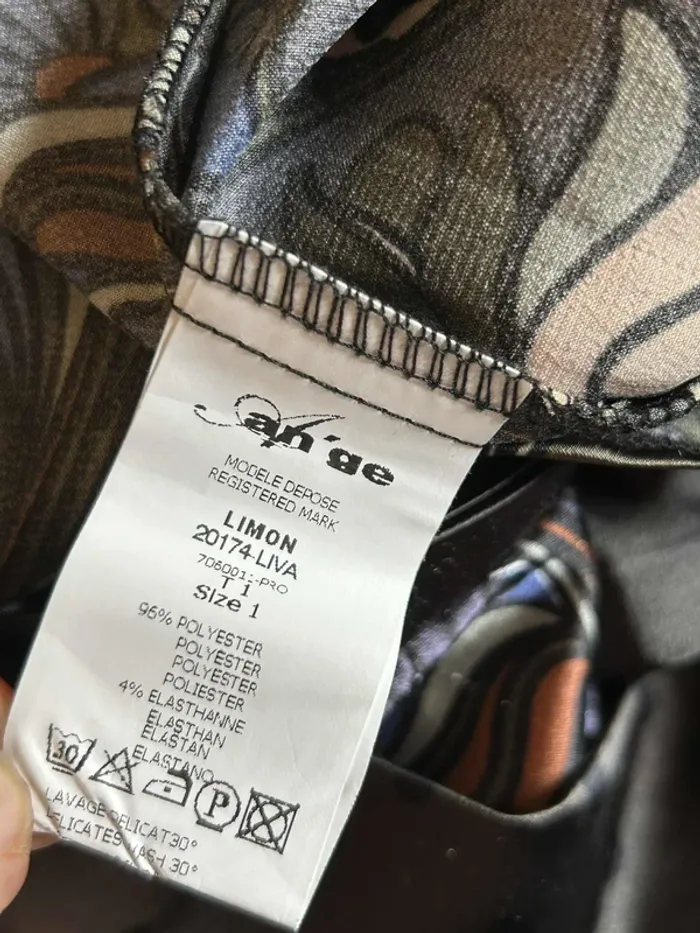 an'ge
MODELE DEPOSE
REGISTERED MARK
LIMON
20174-LIVA
T 1
Size 1
96% POLYESTER
POLYESTER
POLYESTER
POLIESTER
4% ELASTHANNE
ELASTHAN
ELASTAN
ELASTANO
30
P
LAVAGE DELICAT 30°
DELICATES WASH 30°